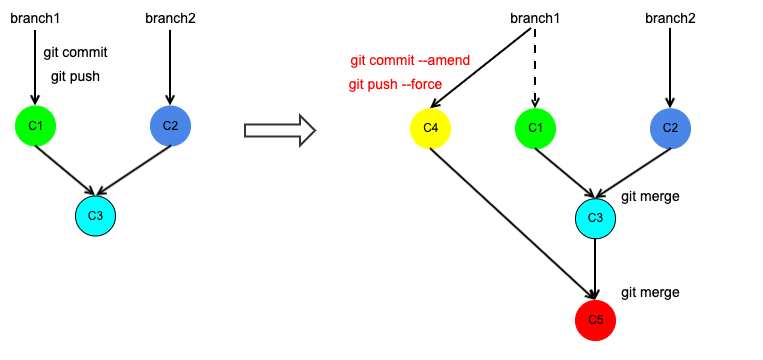 branch1
branch2
git commit
git push
C1
C2
C3
branch1
branch2
git commit --amend
git push --force
C4
C1
C2
git merge
C3
git merge
C5